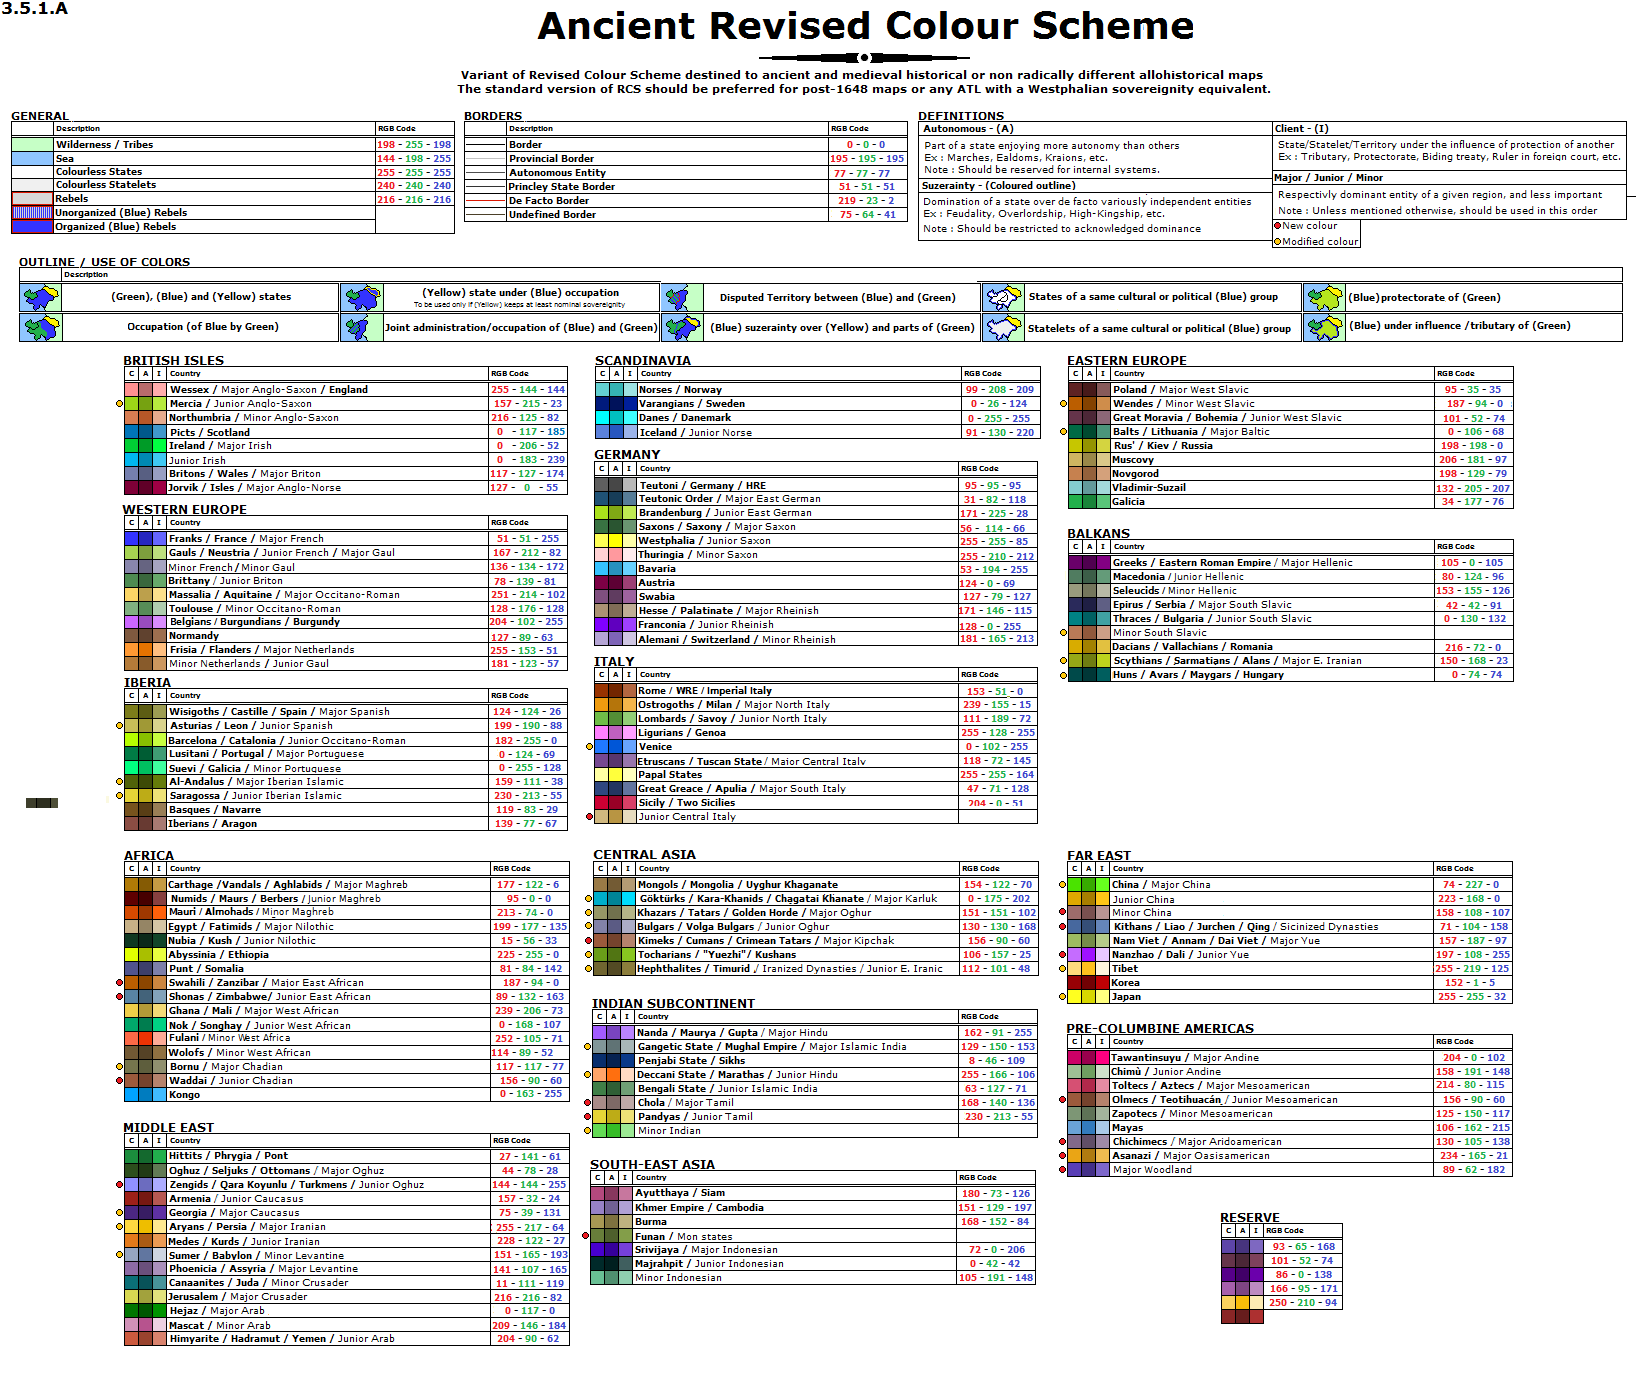 3.5.1.A
Ancient Revised Colour Scheme
Variant of Revised Colour Scheme destined to ancient and medieval historical or non radically different allohistorical maps
The standard version of RCS should be preferred for post-1648 maps or any ATL with a Westphalian sovereignity equivalent.
GENERAL
Description RGB Code
Wilderness / Tribes 198 - 255 - 198
Sea 144 - 198 - 255
Colourless States 255 - 255 - 255
Colourless Statelets 240 - 240 - 240
Rebels 216 - 216 - 216
Unorganized (Blue) Rebels
Organized (Blue) Rebels
BORDERS
Description RGB Code
Border 0 - 0 - 0
Provincial Border 195 - 195 - 195
Autonomous Entity 77 - 77 - 77
Princley State Border 51 - 51 - 51
De Facto Border 219 - 23 - 2
Undefined Border 75 - 64 - 41
DEFINITIONS
Autonomous - (A)
Part of a state enjoying more autonomy than others
Ex : Marches, Ealdoms, Kraions, etc.
Note : Should be reserved for internal systems.
Suzerainty - (Coloured outline)
Domination of a state over de facto variously independent entities
Ex : Feudality, Overlordship, High-Kingship, etc.
Note : Should be restricted to acknowledged dominance
Client - (I)
State/Statelet/Territory under the influence of protection of another
Ex : Tributary, Protectorate, Biding treaty, Ruler in foreign court, etc.
Major / Junior / Minor
Respectivly dominant entity of a given region, and less important
Note : Unless mentioned otherwise, should be used in this order
New colour
Modified colour
OUTLINE / USE OF COLORS
Description
(Green), (Blue) and (Yellow) states
(Yellow) state under (Blue) occupation
To be used only if (Yellow) keeps at least nominal sovereignity
Disputed Territory between (Blue) and (Green)
States of a same cultural or political (Blue) group
(Blue)protectorate of (Green)
Occupation (of Blue by Green)
Joint administration/occupation of (Blue) and (Green)
(Blue) suzerainty over (Yellow) and parts of (Green)
Statelets of a same cultural or political (Blue) group
(Blue) under influence /tributary of (Green)
BRITISH ISLES
C A I Country RGB Code
Wessex / Major Anglo-Saxon / England 255 - 144 - 144
Mercia / Junior Anglo-Saxon 157 - 215 - 23
Northumbria / Minor Anglo-Saxon 216 - 125 - 82
Picts / Scotland 0 - 117 - 185
Ireland / Major Irish 0 - 206 - 52
Junior Irish 0 - 183 - 239
Britons / Wales / Major Briton 117 - 127 - 174
Jorvik / Isles / Major Anglo-Norse 127 - 0 - 55
WESTERN EUROPE
C A I Country RGB Code
Franks / France / Major French 51 - 51 - 255
Gauls / Neustria / Junior French / Major Gaul 167 - 212 - 82
Minor French / Minor Gaul 136 - 134 - 172
Brittany / Junior Briton 78 - 139 - 81
Massalia / Aquitaine / Major Occitano-Roman 251 - 214 - 102
Toulouse / Minor Occitano-Roman 128 - 176 - 128
Belgians / Burgundians / Burgundy 204 - 102 - 255
Normandy 127 - 89 - 63
Frisia / Flanders / Major Netherlands 255 - 153 - 51
Minor Netherlands / Junior Gaul 181 - 123 - 57
IBERIA
C A I Country RGB Code
Wisigoths / Castille / Spain / Major Spanish 124 - 124 - 26
Asturias / Leon / Junior Spanish 199 - 190 - 88
Barcelona / Catalonia / Junior Occitano-Roman 182 - 255 - 0
Lusitani / Portugal / Major Portuguese 0 - 124 - 69
Suevi / Galicia / Minor Portuguese 0 - 255 - 128
Al-Andalus / Major Iberian Islamic 159 - 111 - 38
Saragossa / Junior Iberian Islamic 230 - 213 - 55
Basques / Navarre 119 - 83 - 29
Iberians / Aragon 139 - 77 - 67
SCANDINAVIA
C A I Country RGB Code
Norses / Norway 99 - 208 - 209
Varangians / Sweden 0 - 26 - 124
Danes / Danemark 0 - 255 - 255
Iceland / Junior Norse 91 - 130 - 220
GERMANY
C A I Country RGB Code
Teutoni / Germany / HRE 95 - 95 - 95
Teutonic Order / Major East German 31 - 82 - 118
Brandenburg / Junior East German 171 - 225 - 28
Saxons / Saxony / Major Saxon 56 - 114 - 66
Westphalia / Junior Saxon 255 - 255 - 85
Thuringia / Minor Saxon 255 - 210 - 212
Bavaria 53 - 194 - 255
Austria 124 - 0 - 69
Swabia 127 - 79 - 127
Hesse / Palatinate / Major Rheinish 171 - 146 - 115
Franconia / Junior Rheinish 128 - 0 - 255
Alemani / Switzerland / Minor Rheinish 181 - 165 - 213
ITALY
C A I Country RGB Code
Rome / WRE / Imperial Italy 153 - 51 - 0
Ostrogoths / Milan / Major North Italy 239 - 155 - 15
Lombards / Savoy / Junior North Italy 111 - 189 - 72
Ligurians / Genoa 255 - 128 - 255
Venice 0 - 102 - 255
Etruscans / Tuscan State / Major Central Italy 118 - 72 - 145
Papal States 255 - 255 - 164
Great Greace / Apulia / Major South Italy 47 - 71 - 128
Sicily / Two Sicilies 204 - 0 - 51
Junior Central Italy
EASTERN EUROPE
C A I Country RGB Code
Poland / Major West Slavic 95 - 35 - 35
Wendes / Minor West Slavic 187 - 94 - 0
Great Moravia / Bohemia / Junior West Slavic 101 - 52 - 74
Balts / Lithuania / Major Baltic 0 - 106 - 68
Rus' / Kiev / Russia 198 - 198 - 0
Muscovy 206 - 181 - 97
Novgorod 198 - 129 - 79
Vladimir-Suzail 132 - 205 - 207
Galicia 34 - 177 - 76
BALKANS
C A I Country RGB Code
Greeks / Eastern Roman Empire / Major Hellenic 105 - 0 - 105
Macedonia / Junior Hellenic 80 - 124 - 96
Seleucids / Minor Hellenic 153 - 155 - 126
Epirus / Serbia / Major South Slavic 42 - 42 - 91
Thraces / Bulgaria / Junior South Slavic 0 - 130 - 132
Minor South Slavic
Dacians / Vallachians / Romania 216 - 72 - 0
Scythians / Sarmatians / Alans / Major E. Iranian 150 - 168 - 23
Huns / Avars / Maygars / Hungary 0 - 74 - 74
AFRICA
C A I Country RGB Code
Carthage /Vandals / Aghlabids / Major Maghreb 177 - 122 - 6
Numids / Maurs / Berbers / Junior Maghreb 95 - 0 - 0
Mauri / Almohads / Minor Maghreb 213 - 74 - 0
Egypt / Fatimids / Major Nilothic 199 - 177 - 135
Nubia / Kush / Junior Nilothic 15 - 56 - 33
Abyssinia / Ethiopia 225 - 255 - 0
Punt / Somalia 81 - 84 - 142
Swahili / Zanzibar / Major East African 187 - 94 - 0
Shonas / Zimbabwe/ Junior East African 89 - 132 - 163
Ghana / Mali / Major West African 239 - 206 - 73
Nok / Songhay / Junior West African 0 - 168 - 107
Fulani / Minor West Africa 252 - 105 - 71
Wolofs / Minor West African 114 - 89 - 52
Bornu / Major Chadian 117 - 117 - 77
Waddai / Junior Chadian 156 - 90 - 60
Kongo 0 - 163 - 255
MIDDLE EAST
C A I Country RGB Code
Hittits / Phrygia / Pont 27 - 141 - 61
Oghuz / Seljuks / Ottomans / Major Oghuz 44 - 78 - 28
Zengids / Qara Koyunlu / Turkmens / Junior Oghuz 144 - 144 - 255
Armenia / Junior Caucasus 157 - 32 - 24
Georgia / Major Caucasus 75 - 39 - 131
Aryans / Persia / Major Iranian 255 - 217 - 64
Medes / Kurds / Junior Iranian 228 - 122 - 27
Sumer / Babylon / Minor Levantine 151 - 165 - 193
Phoenicia / Assyria / Major Levantine 141 - 107 - 165
Canaanites / Juda / Minor Crusader 11 - 111 - 119
Jerusalem / Major Crusader 216 - 216 - 82
Hejaz / Major Arab 0 - 117 - 0
Mascat / Minor Arab 209 - 146 - 184
Himyarite / Hadramut / Yemen / Junior Arab 204 - 90 - 62
CENTRAL ASIA
C A I Country RGB Code
Mongols / Mongolia / Uyghur Khaganate 154 - 122 - 70
Göktürks / Kara-Khanids / Chagatai Khanate / Major Karluk 0 - 175 - 202
Khazars / Tatars / Golden Horde / Major Oghur 151 - 151 - 102
Bulgars / Volga Bulgars / Junior Oghur 130 - 130 - 168
Kimeks / Cumans / Crimean Tatars / Major Kipchak 156 - 90 - 60
Tocharians / "Yuezhi"/ Kushans 106 - 157 - 25
Hephthalites / Timurid / Iranized Dynasties / Junior E. Iranic 112 - 101 - 48
INDIAN SUBCONTINENT
C A I Country RGB Code
Nanda / Maurya / Gupta / Major Hindu 162 - 91 - 255
Gangetic State / Mughal Empire / Major Islamic India 129 - 150 - 153
Penjabi State / Sikhs 8 - 46 - 109
Deccani State / Marathas / Junior Hindu 255 - 166 - 106
Bengali State / Junior Islamic India 63 - 127 - 71
Chola / Major Tamil 168 - 140 - 136
Pandyas / Junior Tamil 230 - 213 - 55
Minor Indian
SOUTH-EAST ASIA
C A I Country RGB Code
Ayutthaya / Siam 180 - 73 - 126
Khmer Empire / Cambodia 151 - 129 - 197
Burma 168 - 152 - 84
Funan / Mon states
Srivijaya / Major Indonesian 72 - 0 - 206
Majrahpit / Junior Indonesian 0 - 42 - 42
Minor Indonesian 105 - 191 - 148
FAR EAST
C A I Country RGB Code
China / Major China 74 - 227 - 0
Junior China 223 - 168 - 0
Minor China 158 - 108 - 107
Kithans / Liao / Jurchen / Qing / Sicinized Dysnasties 71 - 104 - 158
Nam Viet / Annam / Dai Viet / Major Yue 157 - 187 - 97
Nanzhao / Dali / Junior Yue 197 - 108 - 255
Tibet 255 - 219 - 125
Korea 152 - 1 - 5
Japan 255 - 255 - 32
PRE-COLUMBINE AMERICAS
C A I Country RGB Code
Tawantinsuyu / Major Andine 204 - 0 - 102
Chimù / Junior Andine 158 - 191 - 148
Toltecs / Aztecs / Major Mesoamerican 214 - 80 - 115
Olmecs / Teotihuacán / Junior Mesoamerican 156 - 90 - 60
Zapotecs / Minor Mesoamerican 125 - 150 - 117
Mayas 106 - 162 - 215
Chichimecs / Major Aridoamerican 130 - 105 - 138
Asanazi / Major Oasisamerican 234 - 165 - 21
Major Woodland 89 - 62 - 182
RESERVE
C A I RGB Code
93 - 65 - 168
101 - 52 - 74
86 - 0 - 138
166 - 95 - 171
250 - 210 - 94